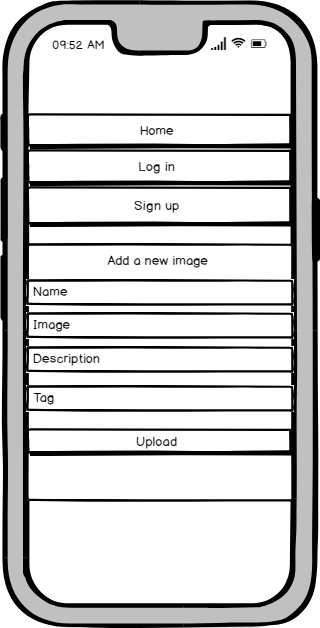 09:52 AM
Home
Log in
Sign up
Add a new image
Name
Image
Description
Tag
Upload